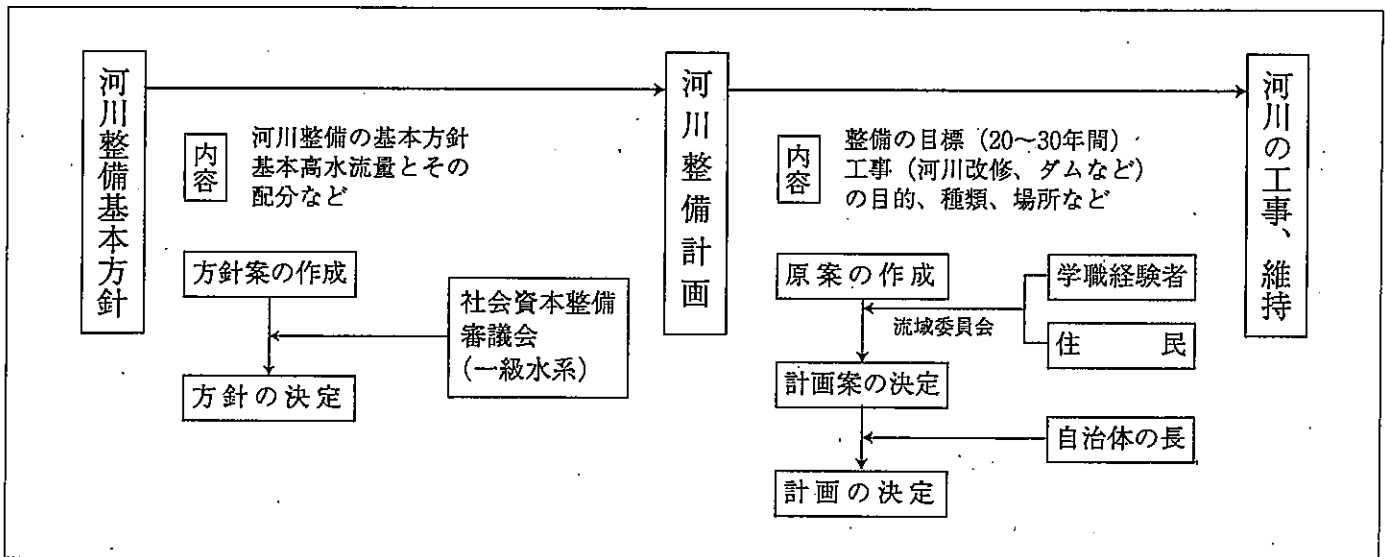 河川整備基本方針
内容
河川整備の基本方針
基本高水流量とその
配分など
方針案の作成
社会資本整備
審議会
(一級水系)
方針の決定
河川整備計画
内容
整備の目標(20〜30年間)
工事(河川改修、ダムなど)
の目的、種類、場所など
原案の作成
学職経験者
流域委員会
住民
計画案の決定
自治体の長
計画の決定
河川の工事、維持